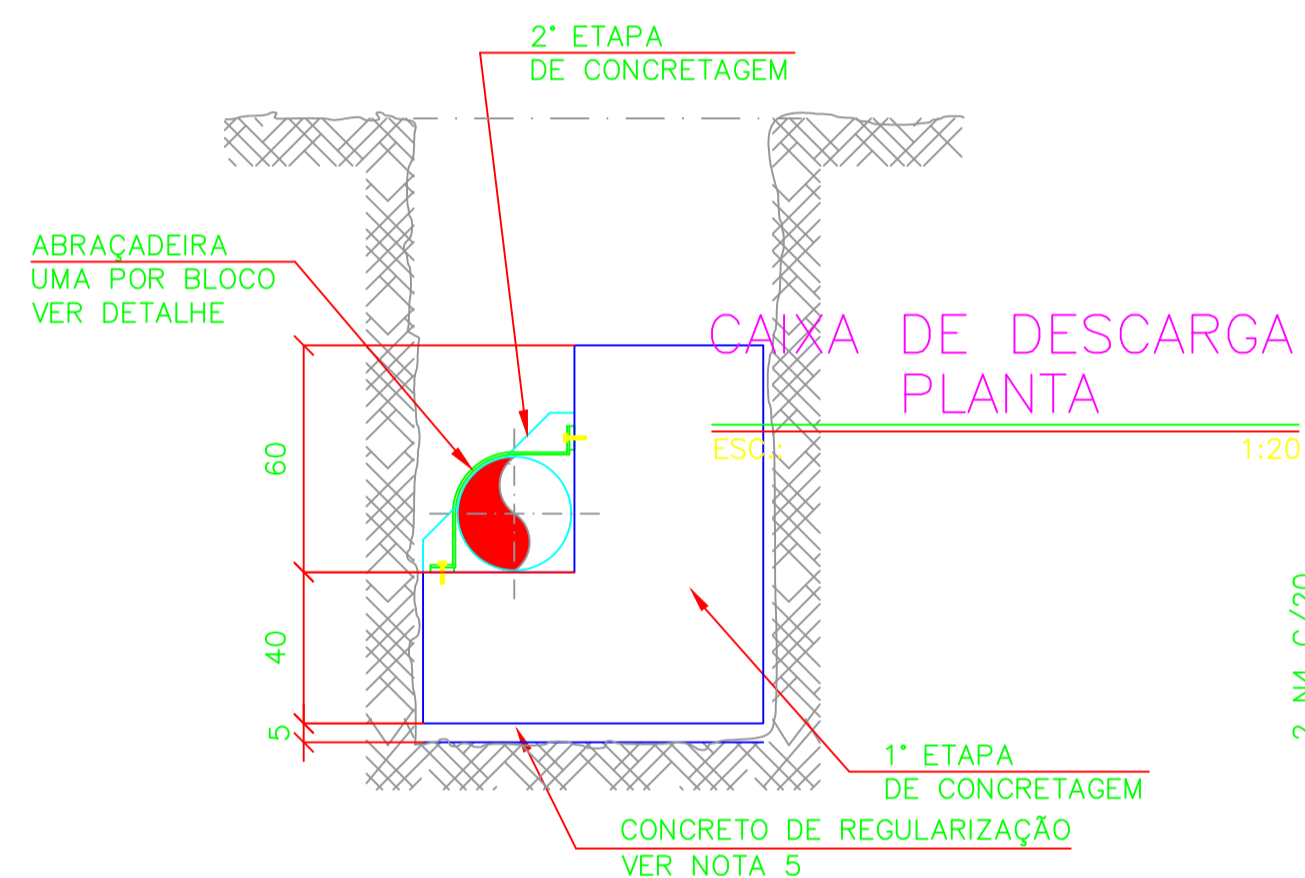 2° ETAPA
DE CONCRETAGEM
ABRAÇADEIRA
UMA POR BLOCO
VER DETALHE
CAIXA DE DESCARGA
PLANTA
ESC.: 1:20
60
40
5
1° ETAPA
DE CONCRETAGEM
CONCRETO DE REGULARIZAÇÃO
VER NOTA 5